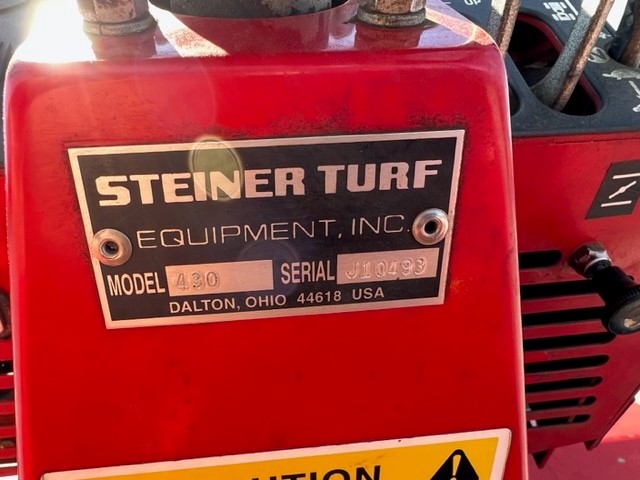 STEINER TURF
EQUIPMENT, INC.
MODEL 430 SERIAL J10493
DALTON, OHIO 44618 USA